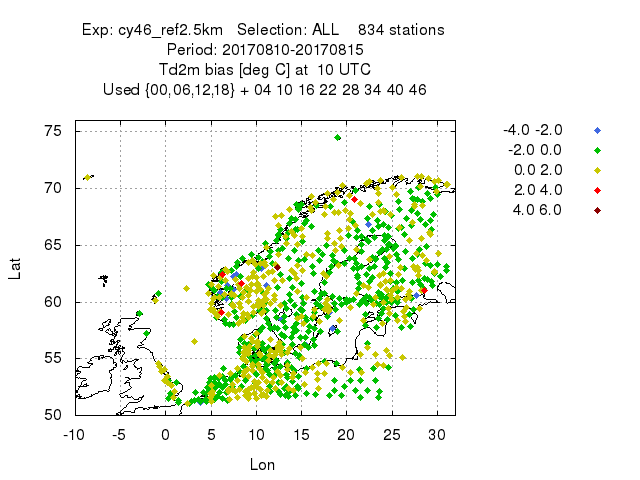 Exp: cy46_ref2.5km   Selection: ALL    834 stations
Period: 20170810-20170815
Td2m bias [deg C] at  10 UTC
Used {00,06,12,18} + 04 10 16 22 28 34 40 46
-4.0 -2.0
-2.0  0.0
0.0  2.0
2.0  4.0
4.0  6.0
75
70
65
60
55
50
Lat
-10 -5 0 5 10 15 20 25 30
Lon